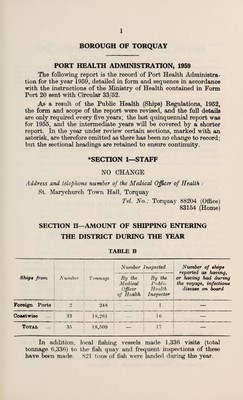 1
BOROUGH OF TORQUAY
PORT HEALTH ADMINISTRATION, 1959
The following report is the record of Port Health Administra-
tion for the year 1959, detailed in form and sequence in accordance
with the instructions of the Ministry of Health contained in Form
Port 20 sent with Circular 33/52.
As a result of the Public Health (Ships) Regulations, 1952,
the form and scope of the report were revised, and the full details
are only required every five years; the last quinquennial report was
for 1955, and the intermediate years will be covered by a shorter
report. In the year under review certain sections, marked with an
asterisk, are therefore omitted as there has been no change to record;
but the sectional headings are retained to ensure continuity.
*SECTION I—STAFF
NO CHANGE
Address and telephone number of the Medical Officer of Health :
St. Marychurch Town Hall, Torquay
Tel. No.: Torquay 88204 (Office)
83154 (Home)
SECTION II—AMOUNT OF SHIPPING ENTERING
THE DISTRICT DURING THE YEAR
TABLE B
Ships from
Number
Tonnage
Number Inspected
By the Medical Officer of Health
By the Public Health Inspector
Number of ships reported as having, or having had during the voyage, infectious disease on board
Foreign Ports 2 248 — 1 —
Coastwise ... 33 18,261 — 16 —
Total ... 35 18,509 — 17 —
In addition, local fishing vessels made 1,336 visits (total
tonnage 6,336) to the fish quay and frequent inspections of these
have been made. 821 tons of fish were landed during the year.